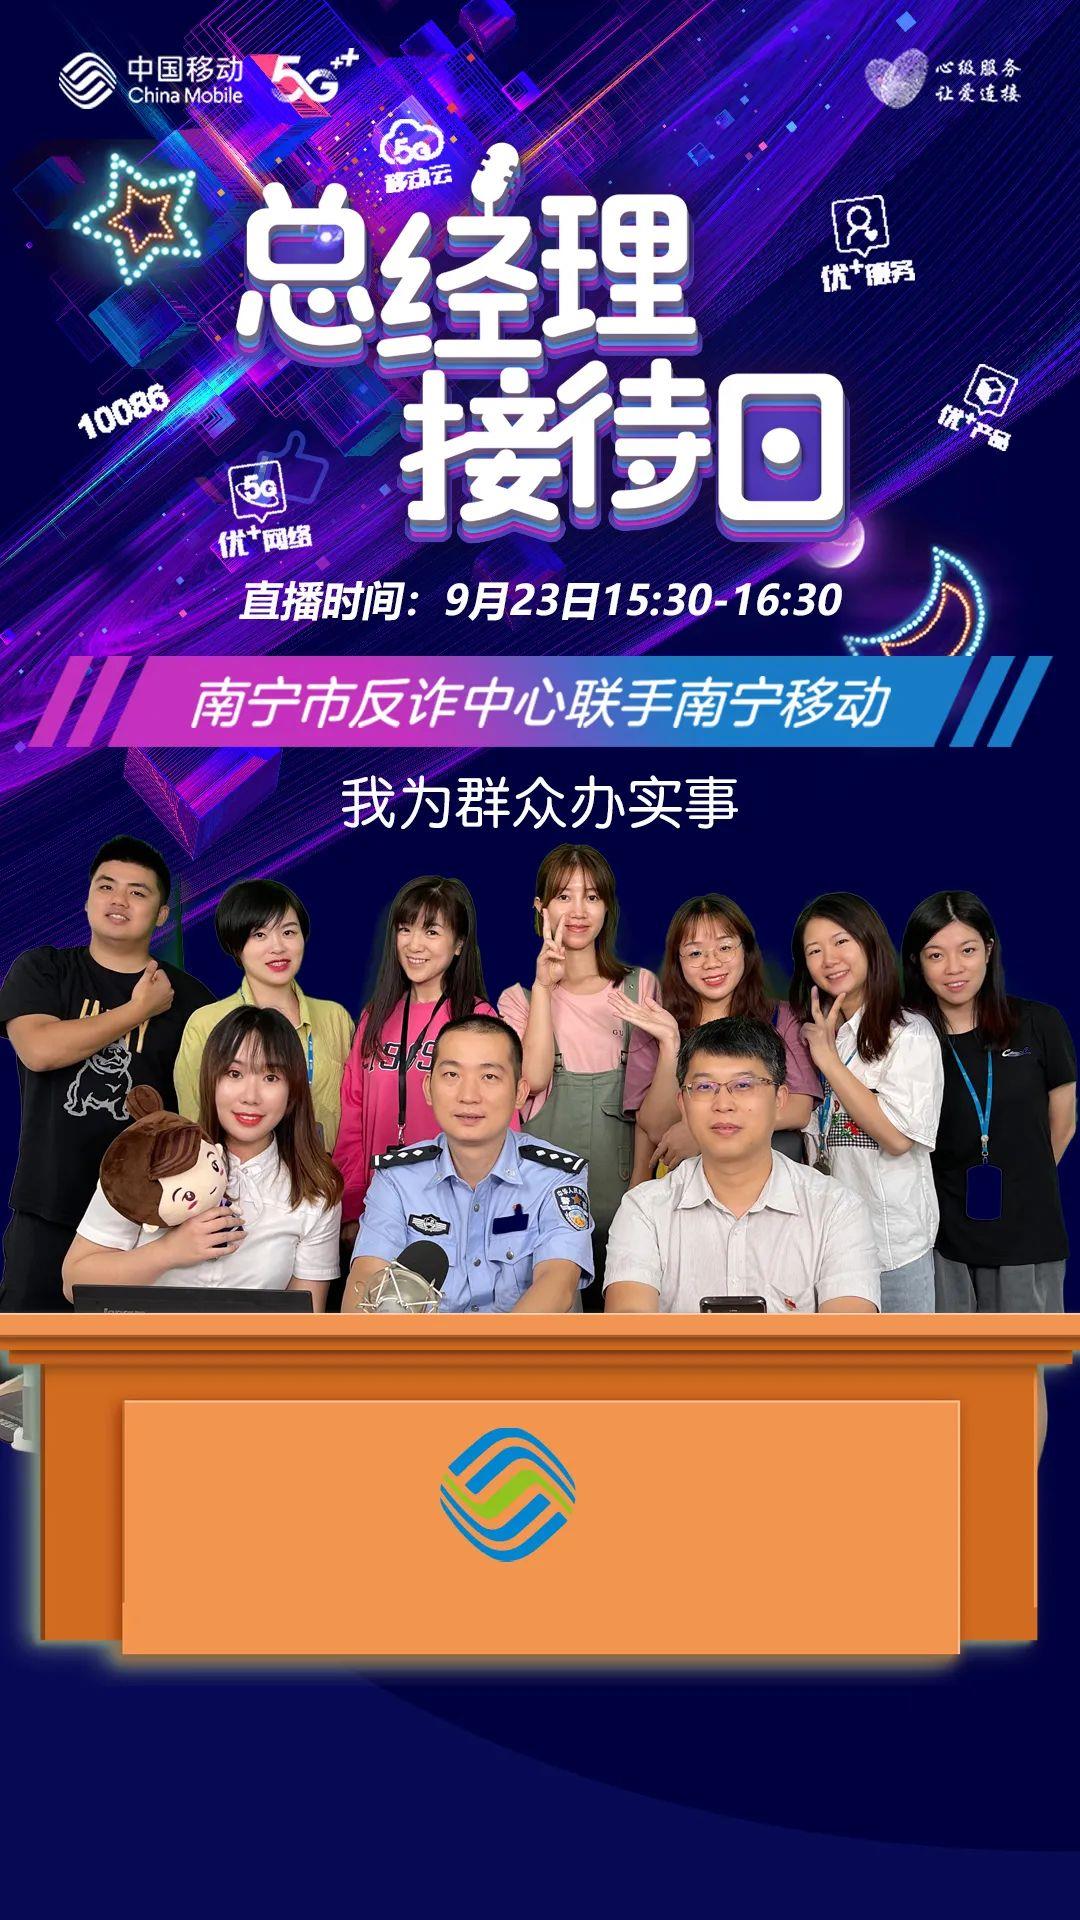 中国移动
China Mobile
5G++
心级服务
让爱连接
5G
移动云
总经理
接待日
优+服务
10086
优+产品
5G
优+网络
直播时间：9月23日15:30-16:30
南宁市反诈中心联手南宁移动
我为群众办实事